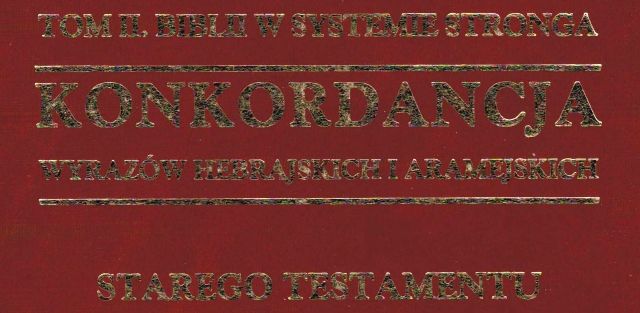 TOM II. BIBLII W SYSTEMIE STRONGA
KONKORDANCJA
WYRAZÓW HEBRAJSKICH I ARAMEJSKICH
STAREGO TESTAMENTU